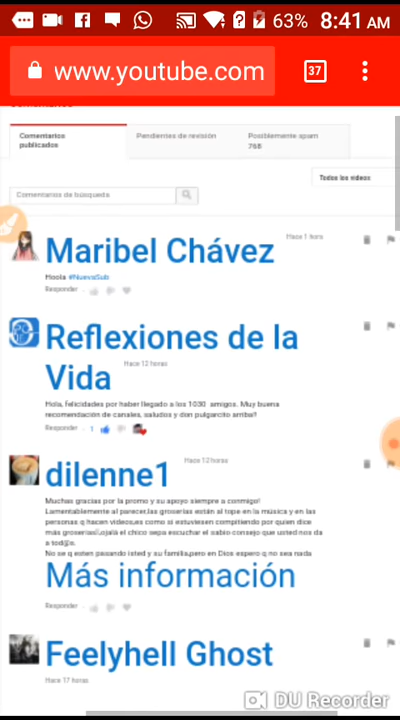 63% 8:41 AM
www.youtube.com
37
Comentarios publicados
Pendientes de revisión
Posiblemente spam 768
Todos los videos
Comentarios de búsqueda
Maribel Chávez
Hace 1 hora
Hoola #NuevaSub
Responder
Reflexiones de la
Vida
Hace 12 horas
Hola, felicidades por haber llegado a los 1030 amigos. Muy buena
recomendación de canales, saludos y don pulgarcito arriba!!
Responder 1
dilenne1
Hace 12 horas
Muchas gracias por la promo y su apoyo siempre a conmigo!
Lamentablemente al parecer,las groserías están al tope en la música y en las
personas q hacen videos,es como si estuviesen compitiendo por quien dice
más groserías,ojalá el chico sepa escuchar el sabio consejo que usted nos da
a tod@s.
No se q esten pasando isted y su familia,pero en Dios espero q no sea nada
Más información
Responder
Feelyhell Ghost
Hace 17 horas
DU Recorder